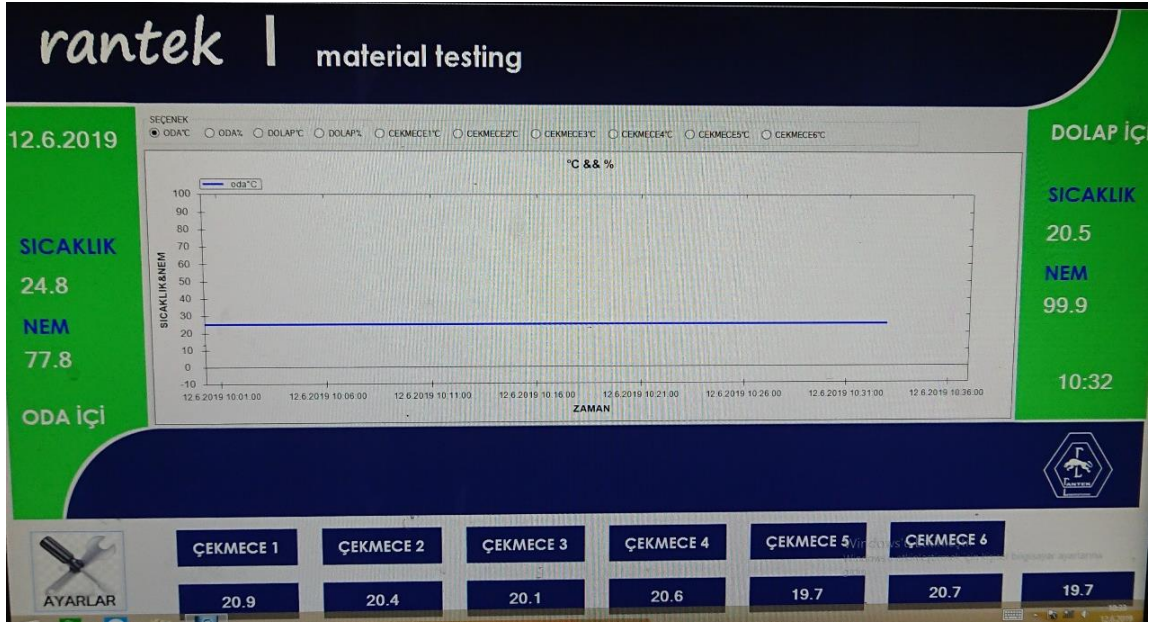 rantek | material testing
12.6.2019
SICAKLIK
24.8
NEM
77.8
ODA İÇİ
SEÇENEK
ODA°C ODA% DOLAP°C DOLAP% CEKMECE1°C CEKMECE2°C CEKMECE3°C CEKMECE4°C CEKMECE5°C CEKMECE6°C
°C && %
oda°C
SICAKLIK&NEM
100
90
80
70
60
50
40
30
20
10
0
-10
12.6.2019 10:01:00 12.6.2019 10:06:00 12.6.2019 10:11:00 12.6.2019 10:16:00 12.6.2019 10:21:00 12.6.2019 10:26:00 12.6.2019 10:31:00 12.6.2019 10:36:00
ZAMAN
DOLAP İÇİ
SICAKLIK
20.5
NEM
99.9
10:32
RANTEK
AYARLAR
ÇEKMECE 1 ÇEKMECE 2 ÇEKMECE 3 ÇEKMECE 4 ÇEKMECE 5 ÇEKMECE 6
20.9 20.4 20.1 20.6 19.7 20.7 19.7